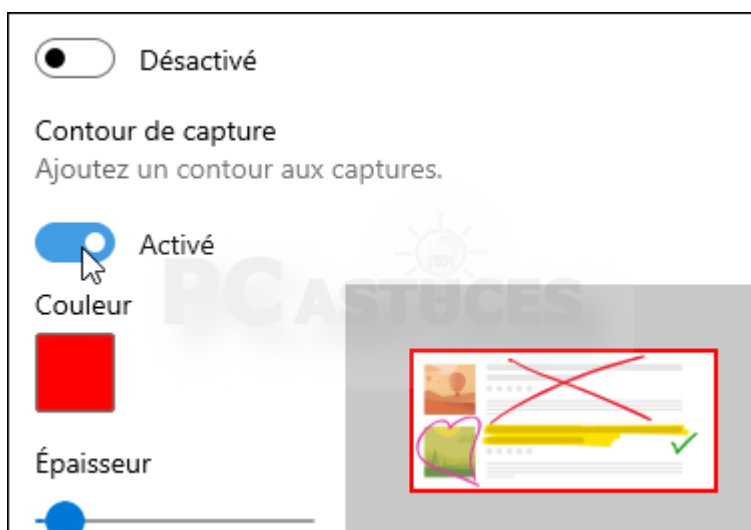 Désactivé
Contour de capture
Ajoutez un contour aux captures.
Activé
PC ASTUCES
Couleur
Épaisseur